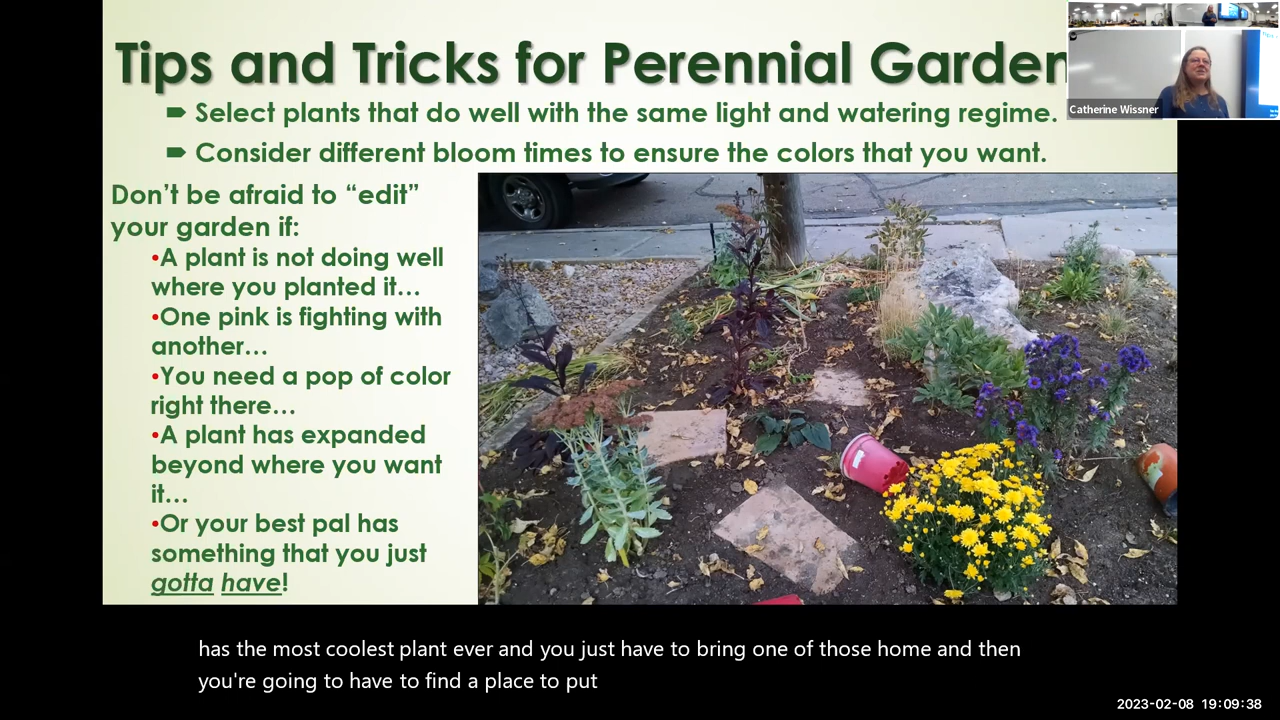 Tips and Tricks for Perennial Garden
Catherine Wissner
Select plants that do well with the same light and watering regime.
Consider different bloom times to ensure the colors that you want.
Don’t be afraid to “edit”
your garden if:
•A plant is not doing well
where you planted it…
•One pink is fighting with
another…
•You need a pop of color
right there…
•A plant has expanded
beyond where you want
it…
•Or your best pal has
something that you just
gotta have!
has the most coolest plant ever and you just have to bring one of those home and then
you're going to have to find a place to put
2023-02-08 19:09:38